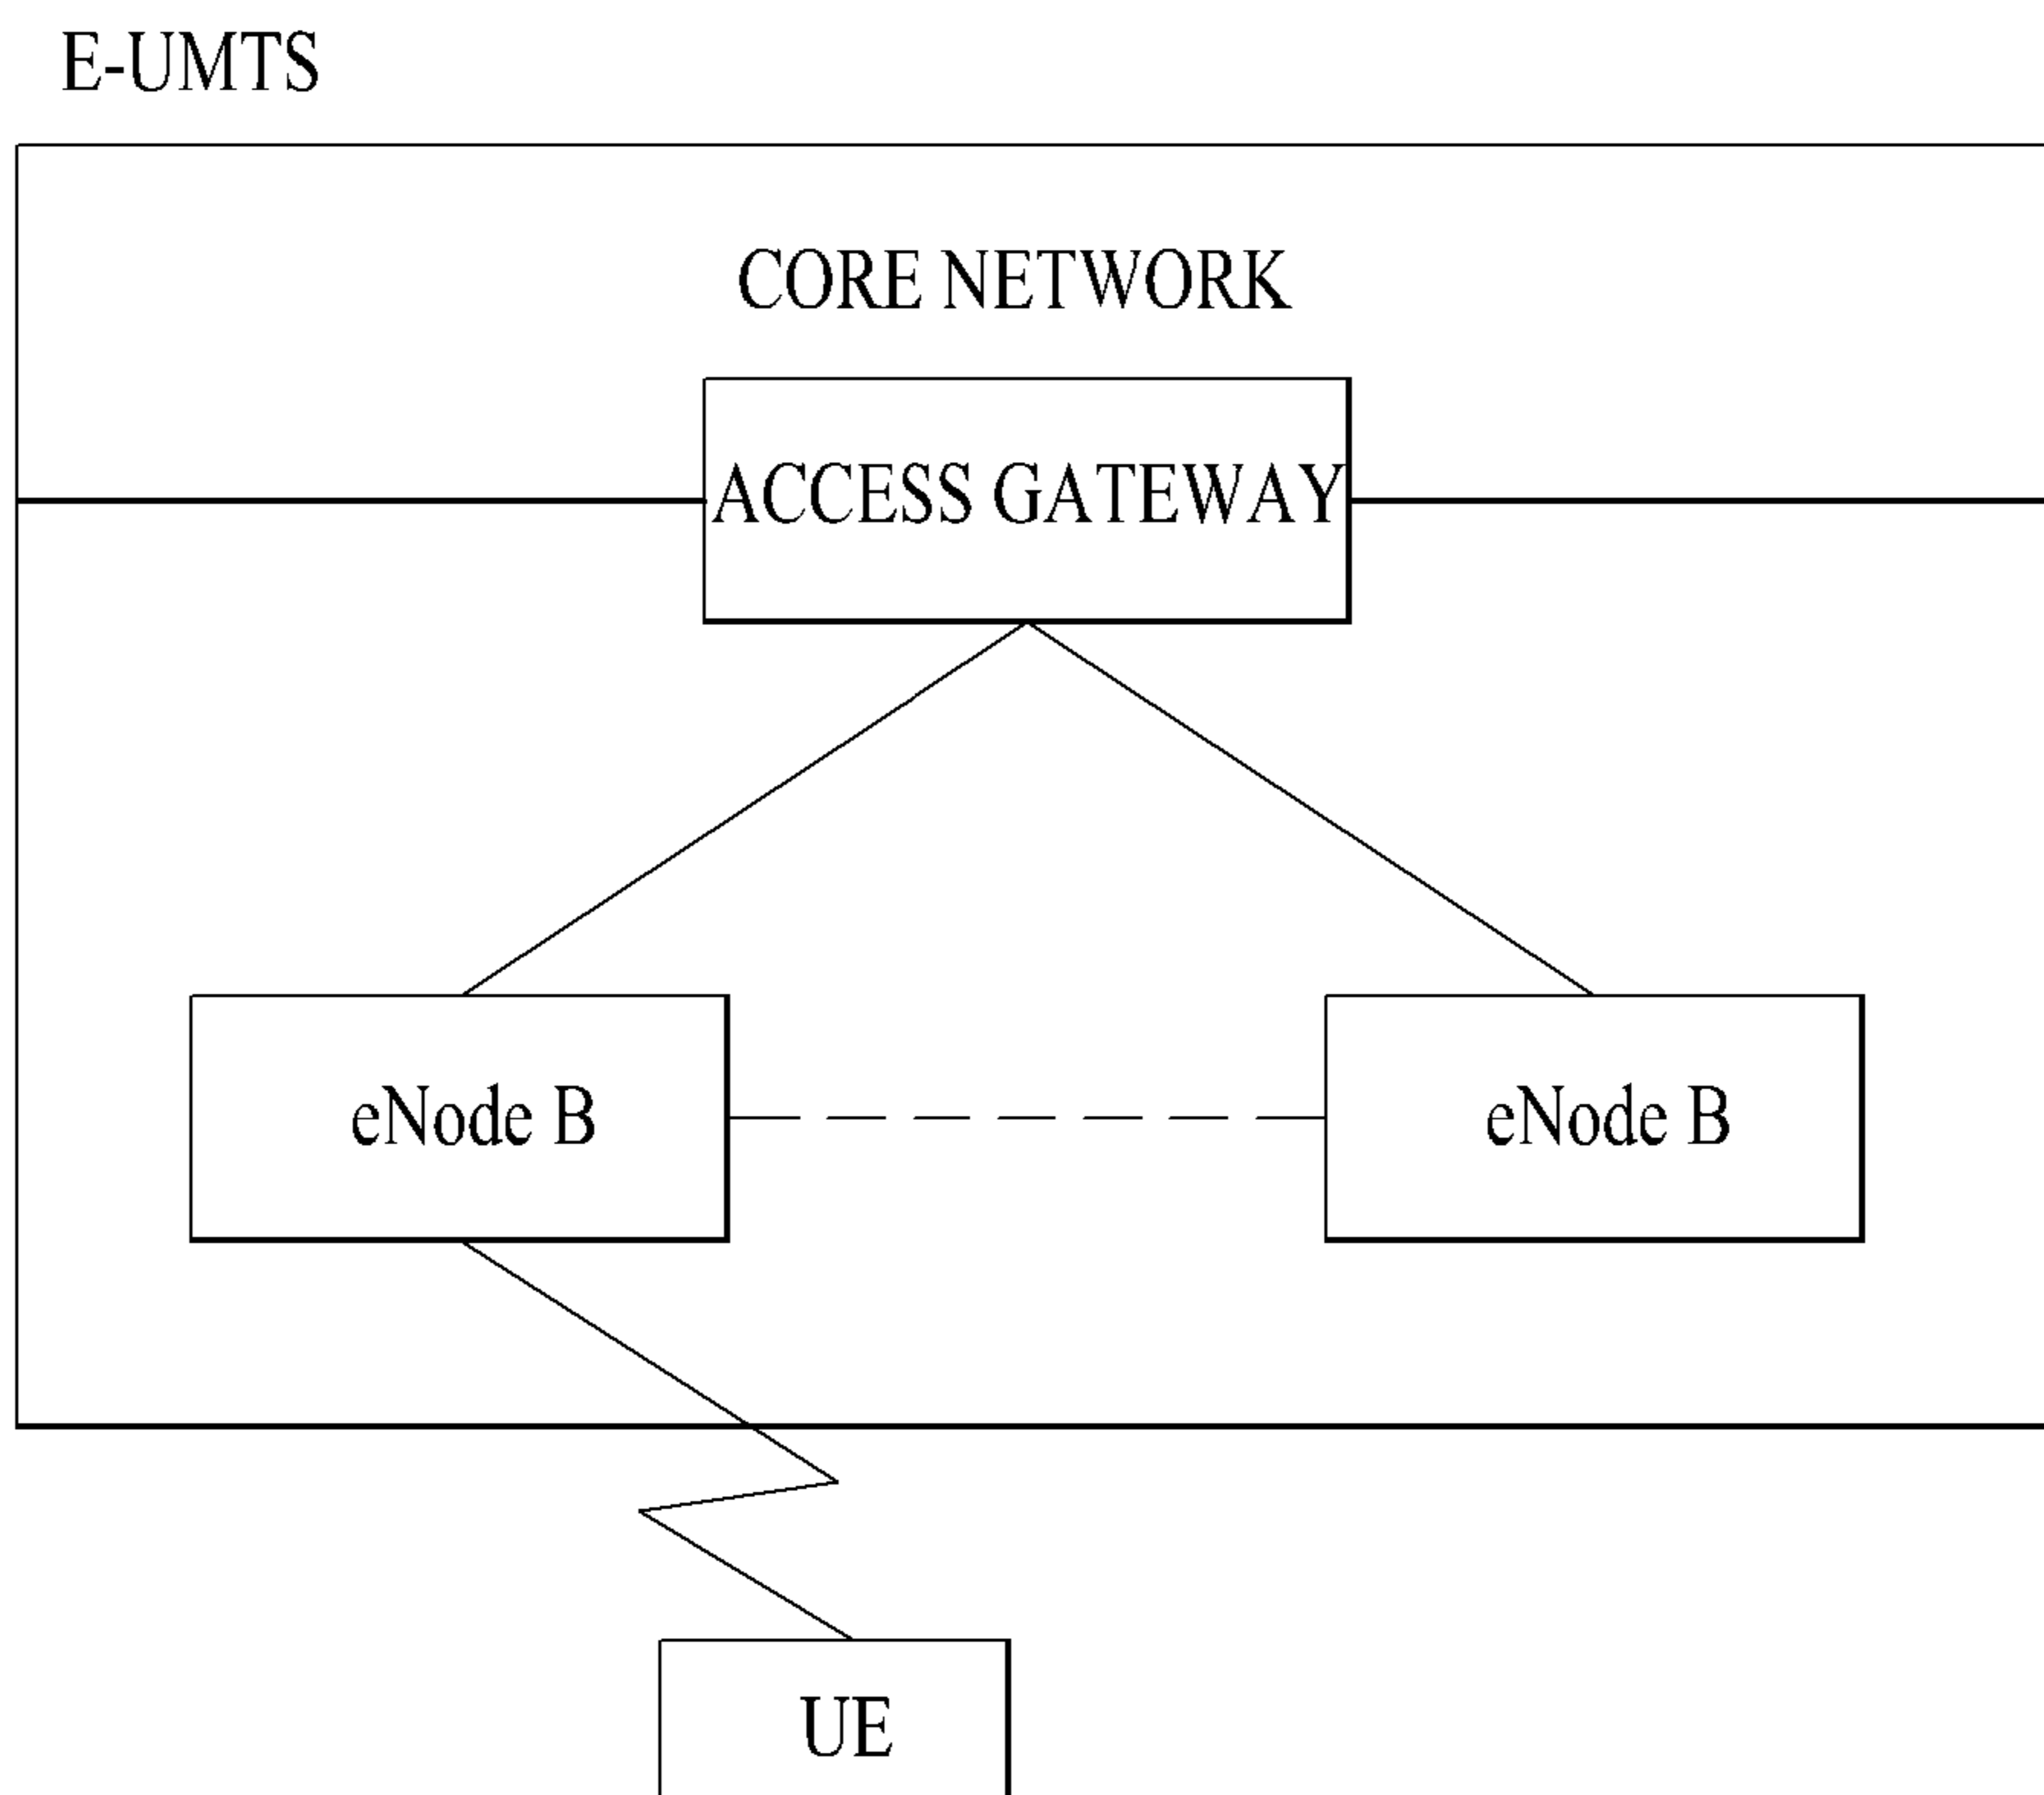 E-UMTS
CORE NETWORK
ACCESS GATEWAY
eNode B
eNode B
UE